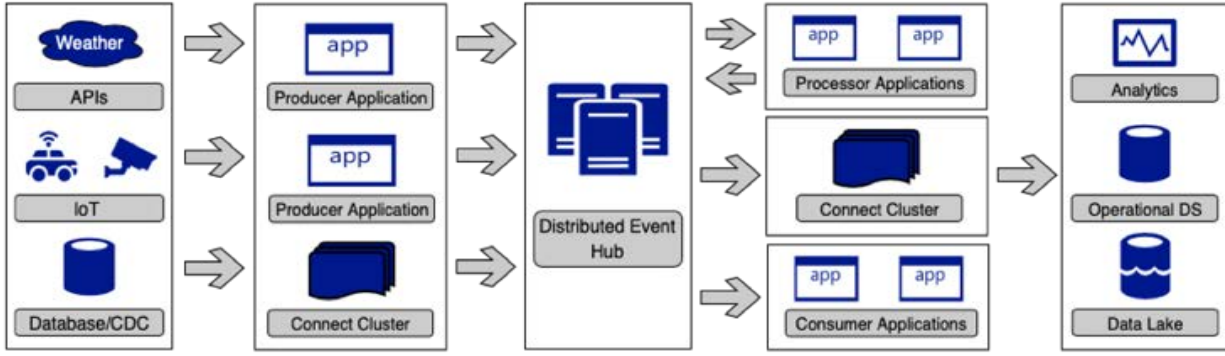 Weather
APIs
IoT
Database/CDC
app
Producer Application
app
Producer Application
Connect Cluster
Distributed Event
Hub
app app
Processor Applications
Connect Cluster
app app
Consumer Applications
Analytics
Operational DS
Data Lake